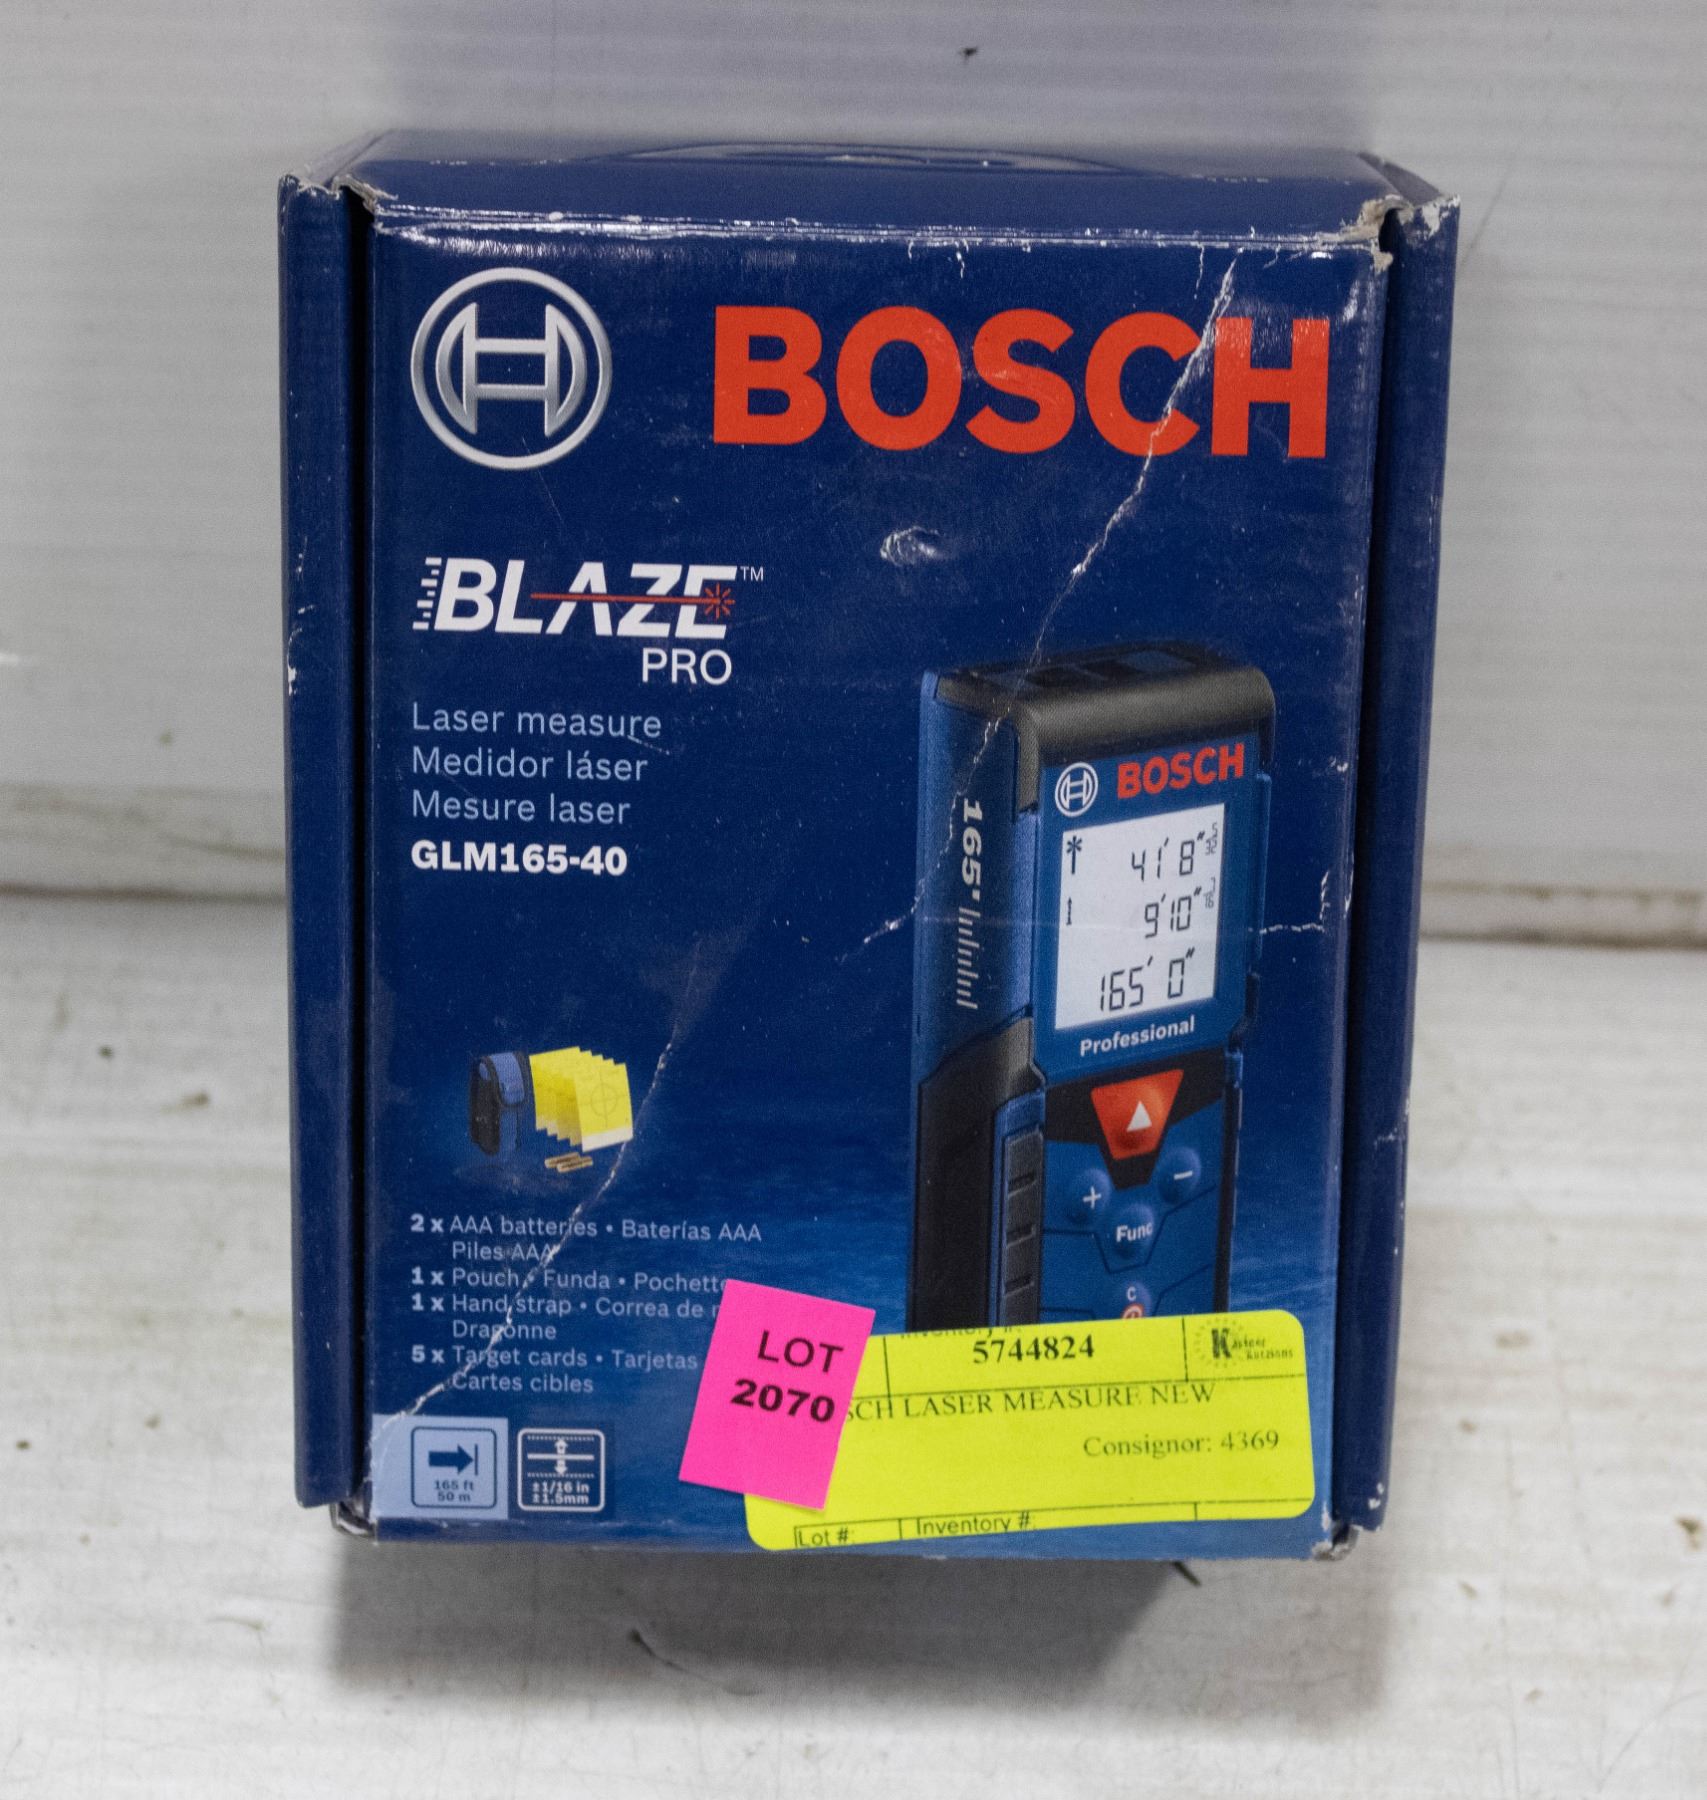 BOSCH
BLAZE™
PRO
Laser measure
Medidor láser
Mesure laser
GLM165-40
BOSCH
41'8"
9'10"
165'0"
Professional
165'
+
−
Func
C
2 x AAA batteries • Baterías AAA
Piles AAA
1 x Pouch • Funda • Pochette
1 x Hand strap • Correa de
Dragonne
5 x Target cards • Tarjetas
Cartes cibles
165 ft
50 m
±1/16 in
±1.5mm
LOT
2070
5744824
SCH LASER MEASURE NEW
Consignor: 4369
Lot #: Inventory #: